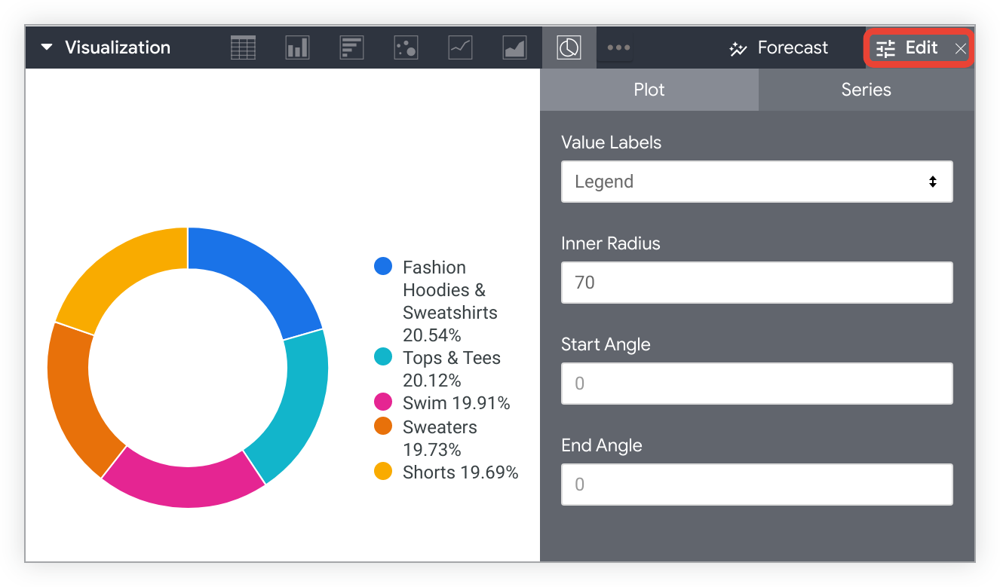 Visualization
Forecast
Edit
Plot
Series
Value Labels
Legend
Inner Radius
70
Start Angle
0
End Angle
0
Fashion
Hoodies &
Sweatshirts
20.54%
Tops & Tees
20.12%
Swim 19.91%
Sweaters
19.73%
Shorts 19.69%